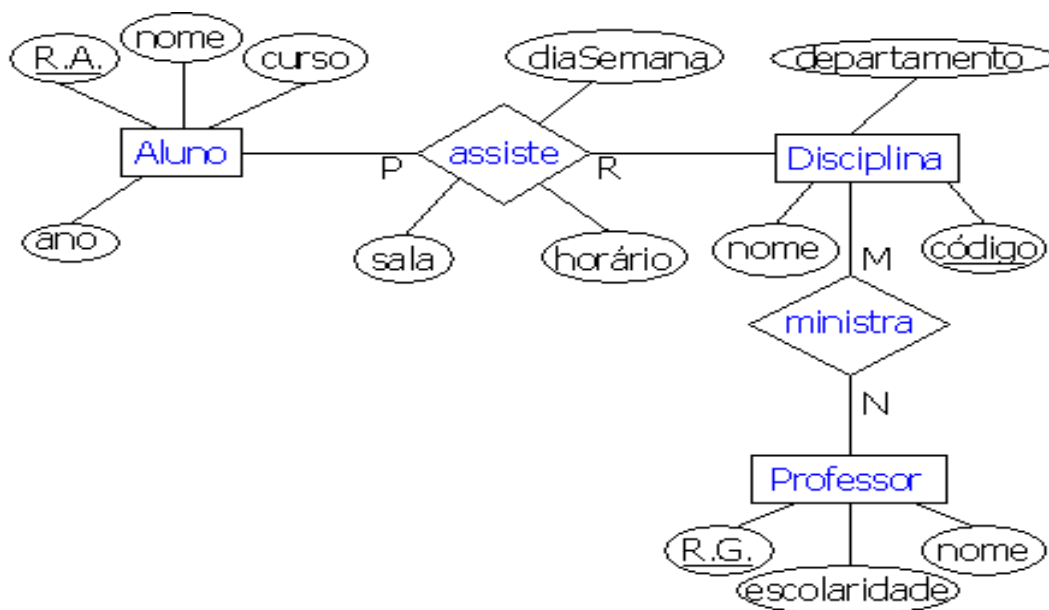 R.A.
nome
curso
diaSemana
departamento
Aluno
P
assiste
R
Disciplina
ano
sala
horário
nome
código
M
ministra
N
Professor
R.G.
escolaridade
nome